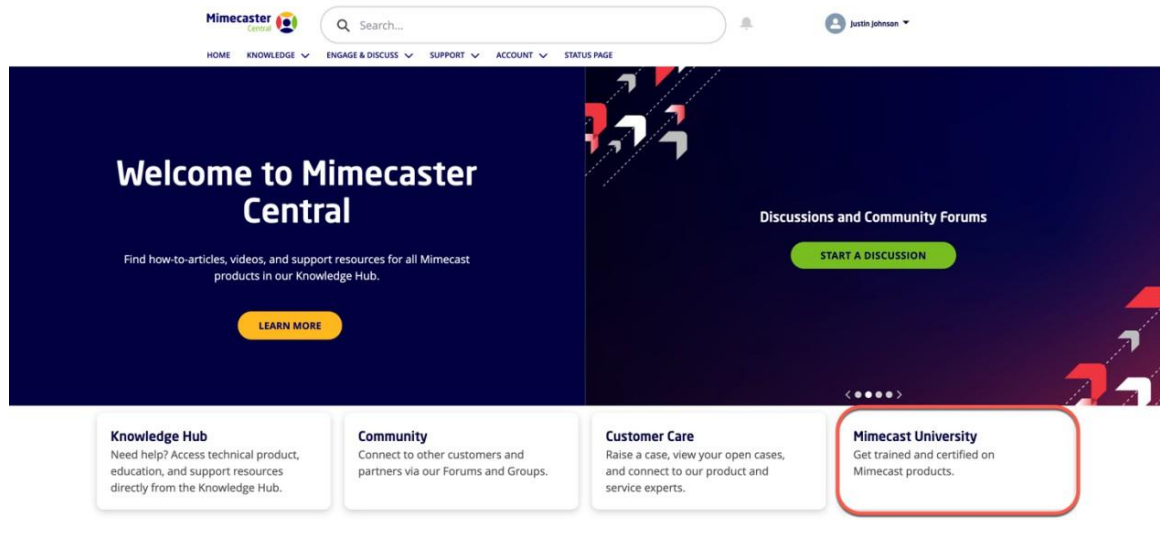 Mimecaster
Central
Search...
Justin Johnson
HOME KNOWLEDGE ENGAGE & DISCUSS SUPPORT ACCOUNT STATUS PAGE
Welcome to Mimecaster
Central
Find how-to-articles, videos, and support resources for all Mimecast
products in our Knowledge Hub.
LEARN MORE
Discussions and Community Forums
START A DISCUSSION
Knowledge Hub
Need help? Access technical product,
education, and support resources
directly from the Knowledge Hub.
Community
Connect to other customers and
partners via our Forums and Groups.
Customer Care
Raise a case, view your open cases,
and connect to our product and
service experts.
Mimecast University
Get trained and certified on
Mimecast products.